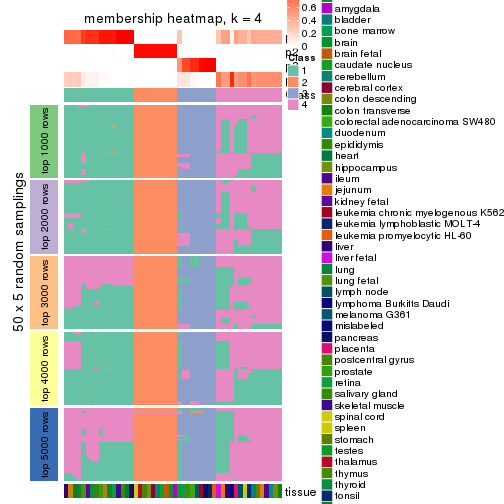 membership heatmap, k = 4
50 x 5 random samplings
top 1000 rows
top 2000 rows
top 3000 rows
top 4000 rows
top 5000 rows
0.6
0.4
0.2
0
Class
1
2
3
4
amygdala
bladder
bone marrow
brain
brain fetal
caudate nucleus
cerebellum
cerebral cortex
colon descending
colon transverse
colorectal adenocarcinoma SW480
duodenum
epididymis
heart
hippocampus
ileum
jejunum
kidney fetal
leukemia chronic myelogenous K562
leukemia lymphoblastic MOLT-4
leukemia promyelocytic HL-60
liver
liver fetal
lung
lung fetal
lymph node
lymphoma Burkitts Daudi
melanoma G361
mislabeled
pancreas
placenta
postcentral gyrus
prostate
retina
salivary gland
skeletal muscle
spinal cord
spleen
stomach
testes
thalamus
thymus
thyroid
tonsil
tissue